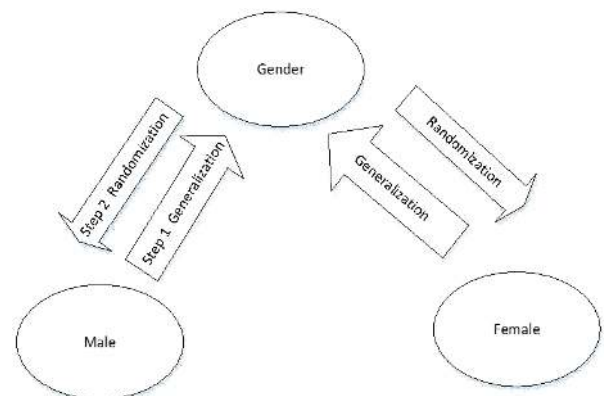 Gender
Step 2 Randomization
Step 1 Generalization
Randomization
Generalization
Male
Female